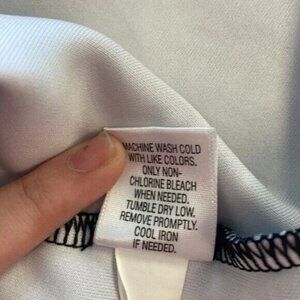 MACHINE WASH COLD
WITH LIKE COLORS.
ONLY NON-
CHLORINE BLEACH
WHEN NEEDED.
TUMBLE DRY LOW.
REMOVE PROMPTLY.
COOL IRON
IF NEEDED.